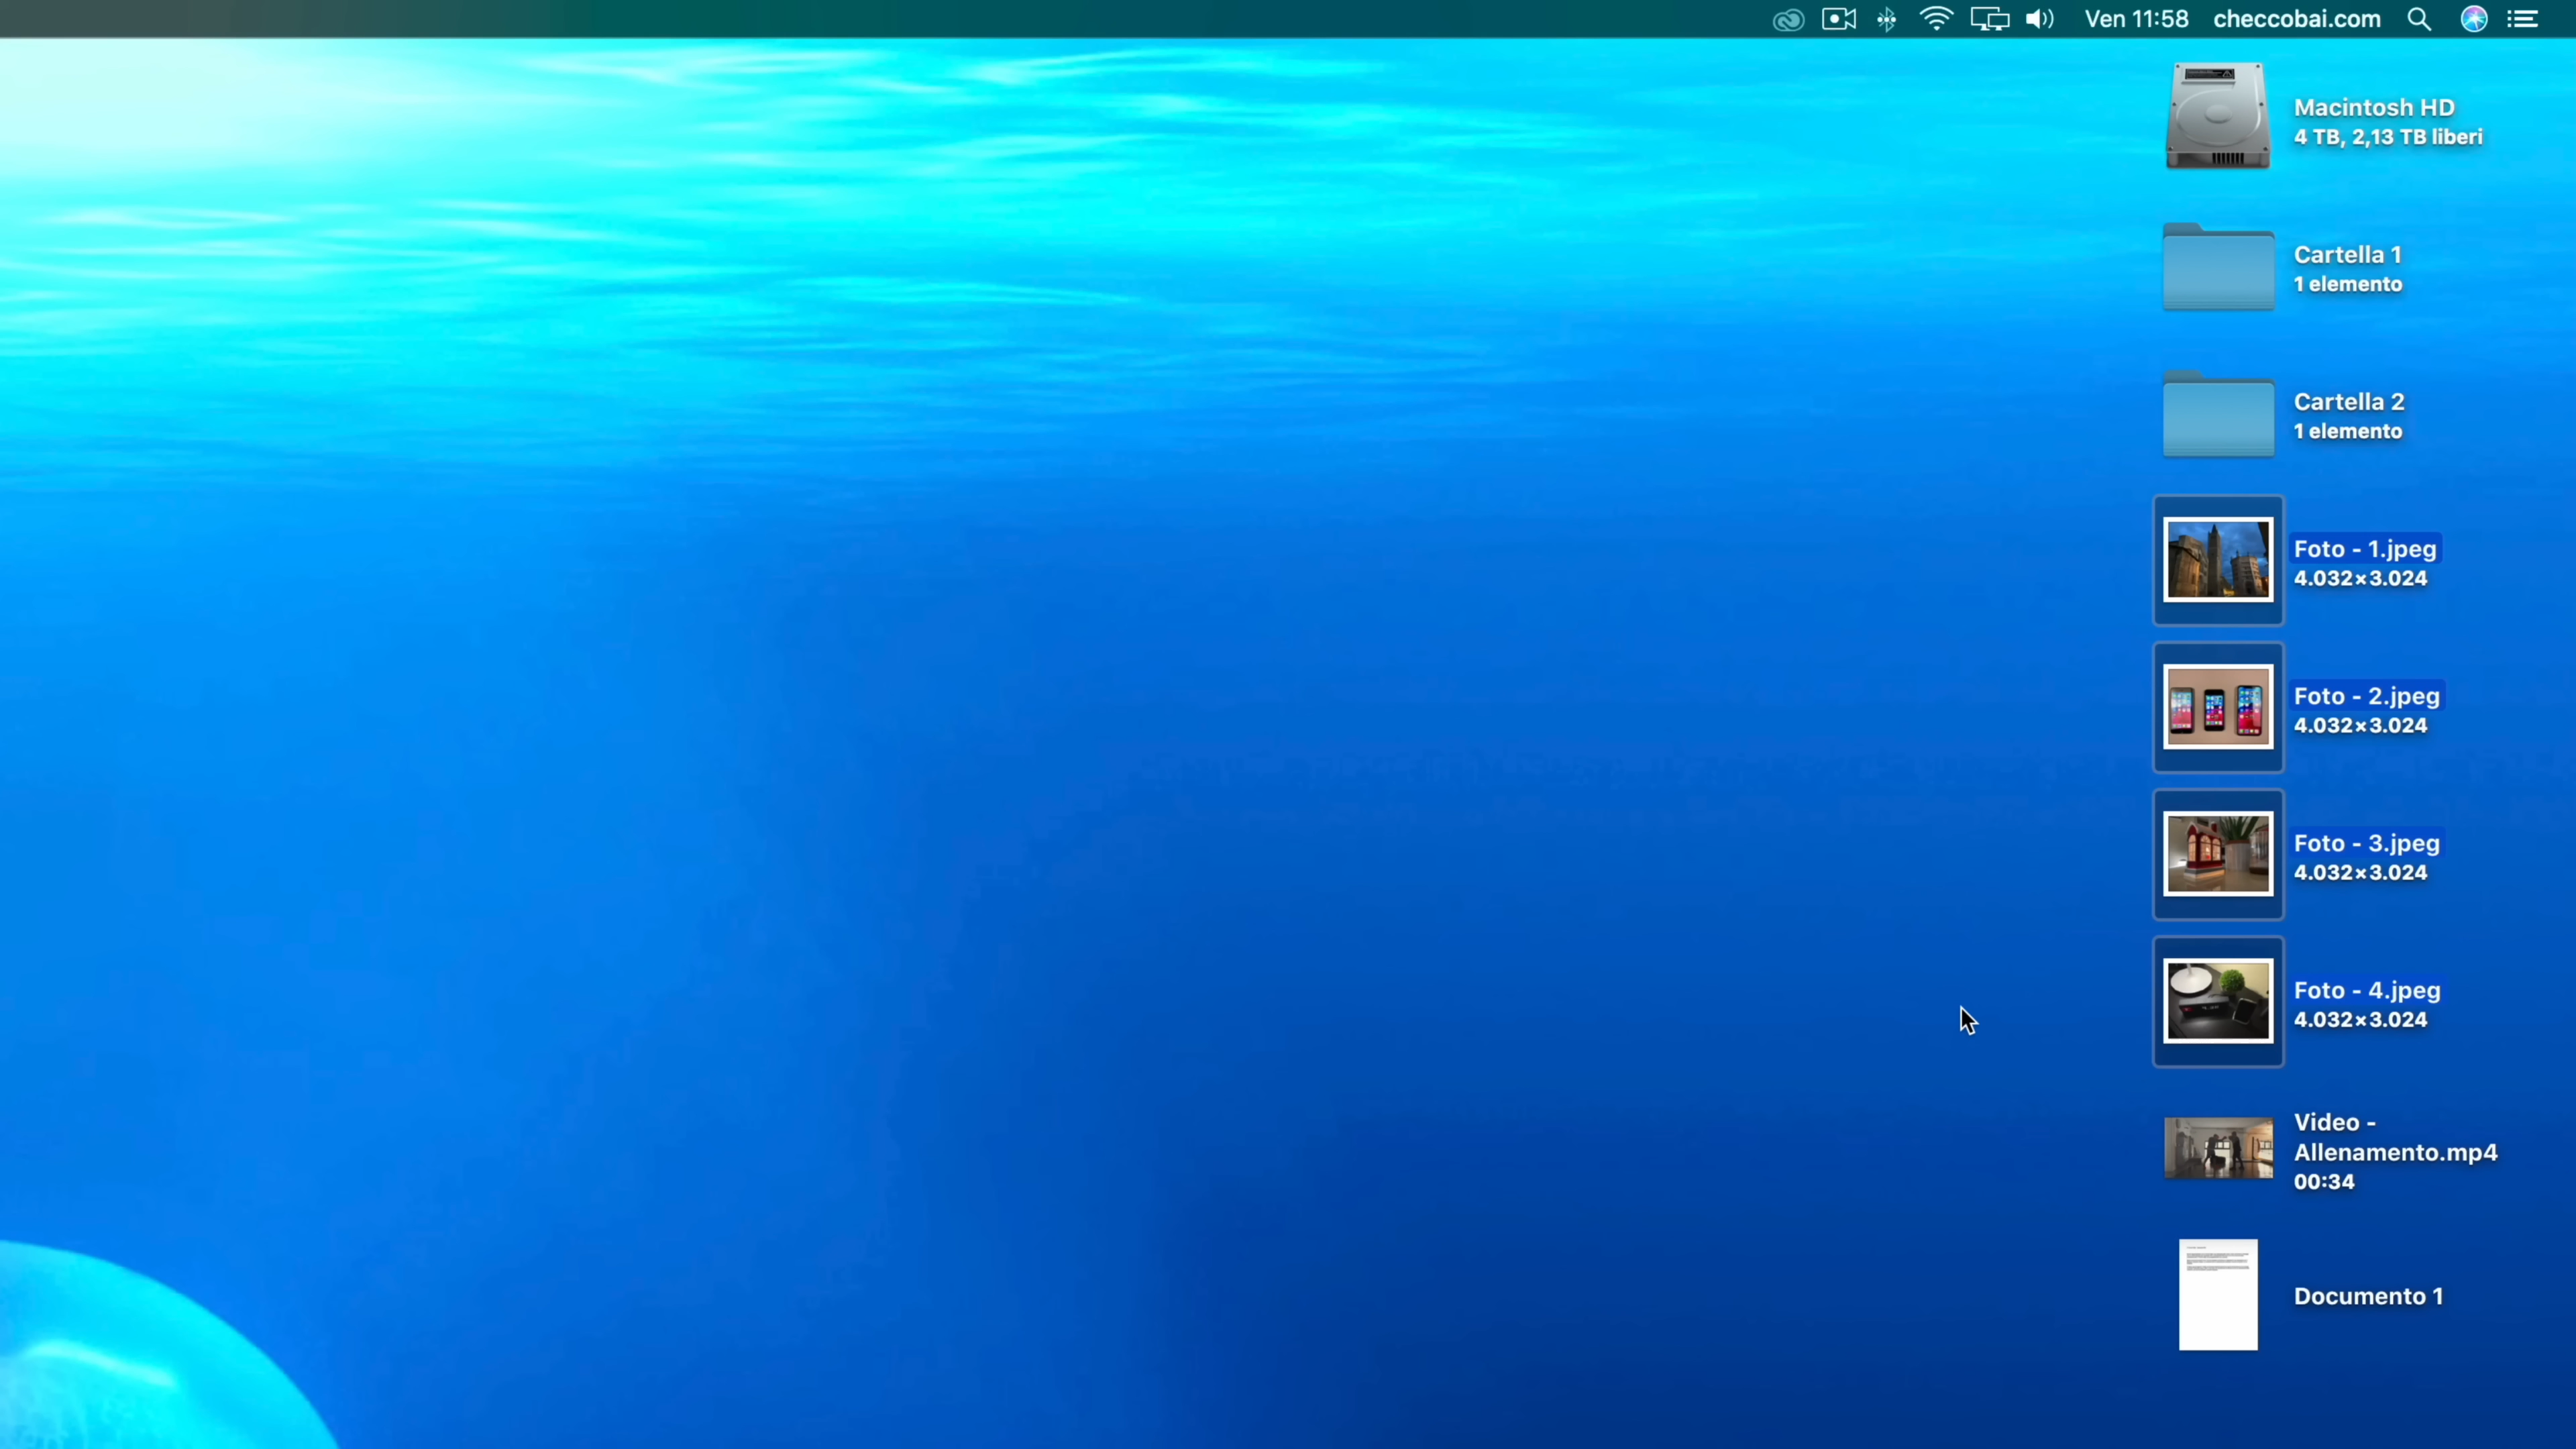 Ven 11:58 checcobai.com
Macintosh HD
4 TB, 2,13 TB liberi
Cartella 1
1 elemento
Cartella 2
1 elemento
Foto - 1.jpeg
4.032×3.024
Foto - 2.jpeg
4.032×3.024
Foto - 3.jpeg
4.032×3.024
Foto - 4.jpeg
4.032×3.024
Video -
Allenamento.mp4
00:34
Documento 1